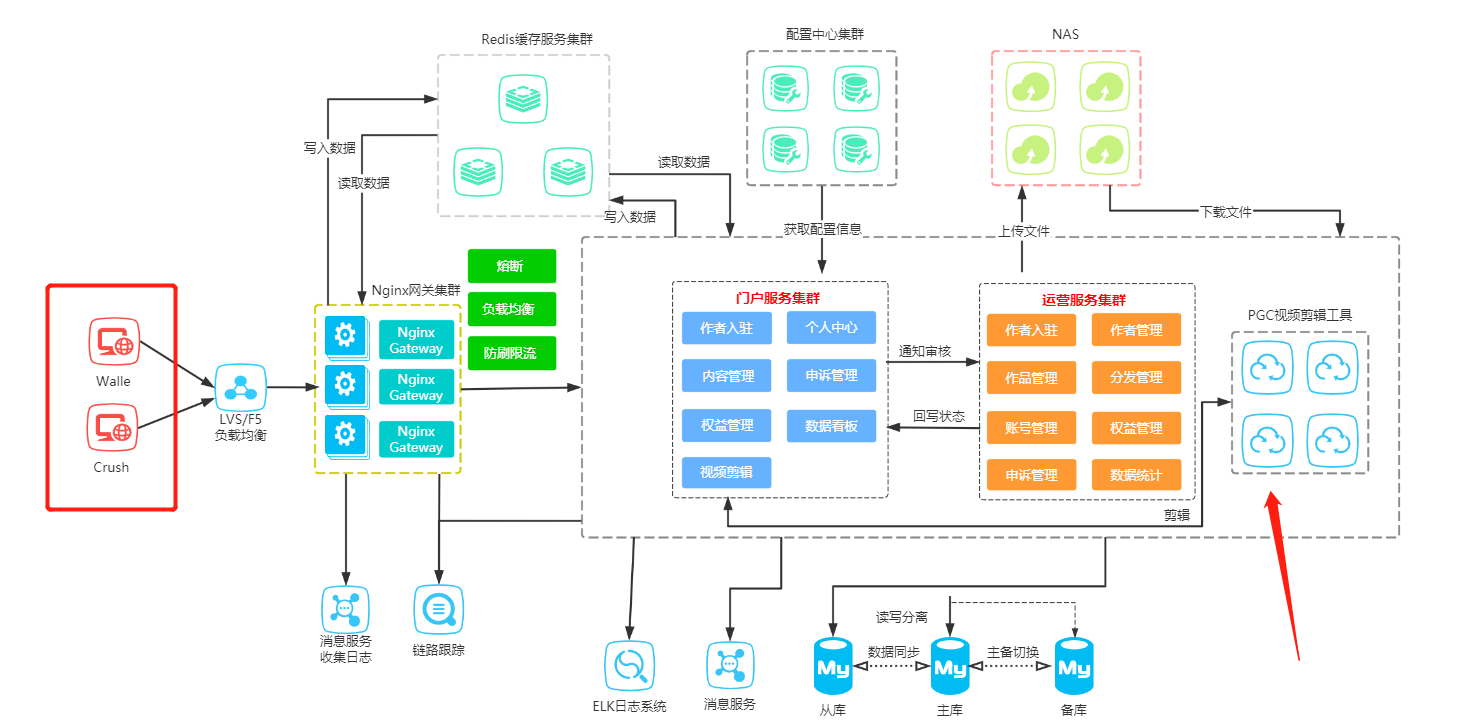 Redis缓存服务集群
配置中心集群
NAS
写入数据
读取数据
读取数据
写入数据
获取配置信息
上传文件
下载文件
Nginx网关集群
熔断
负载均衡
防刷限流
Nginx
Gateway
Nginx
Gateway
Nginx
Gateway
Walle
Crush
LVS/F5
负载均衡
门户服务集群
作者入驻
个人中心
内容管理
申诉管理
权益管理
数据看板
视频剪辑
通知审核
回写状态
运营服务集群
作者入驻
作者管理
作品管理
分发管理
账号管理
权益管理
申诉管理
数据统计
PGC视频剪辑工具
剪辑
消息服务
收集日志
链路跟踪
ELK日志系统
消息服务
读写分离
数据同步
主备切换
My
My
My
从库
主库
备库